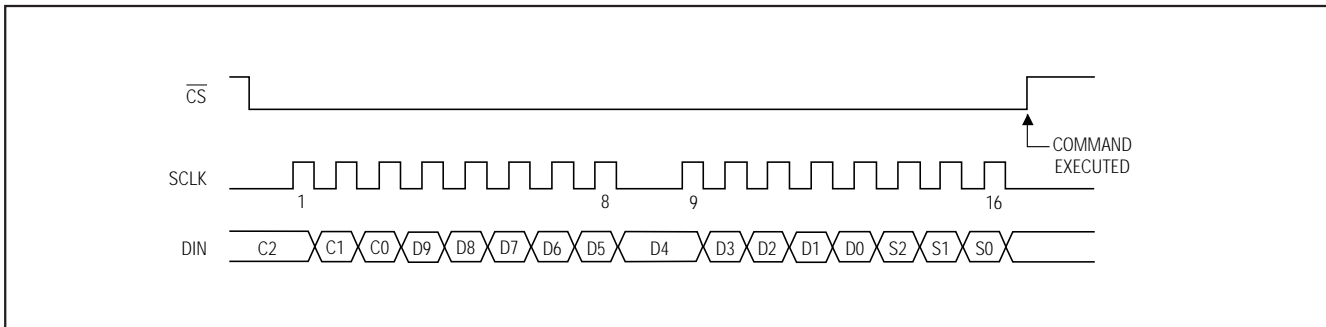 CS
COMMAND
EXECUTED
SCLK
1 8 9 16
DIN C2 C1 C0 D9 D8 D7 D6 D5 D4 D3 D2 D1 D0 S2 S1 S0